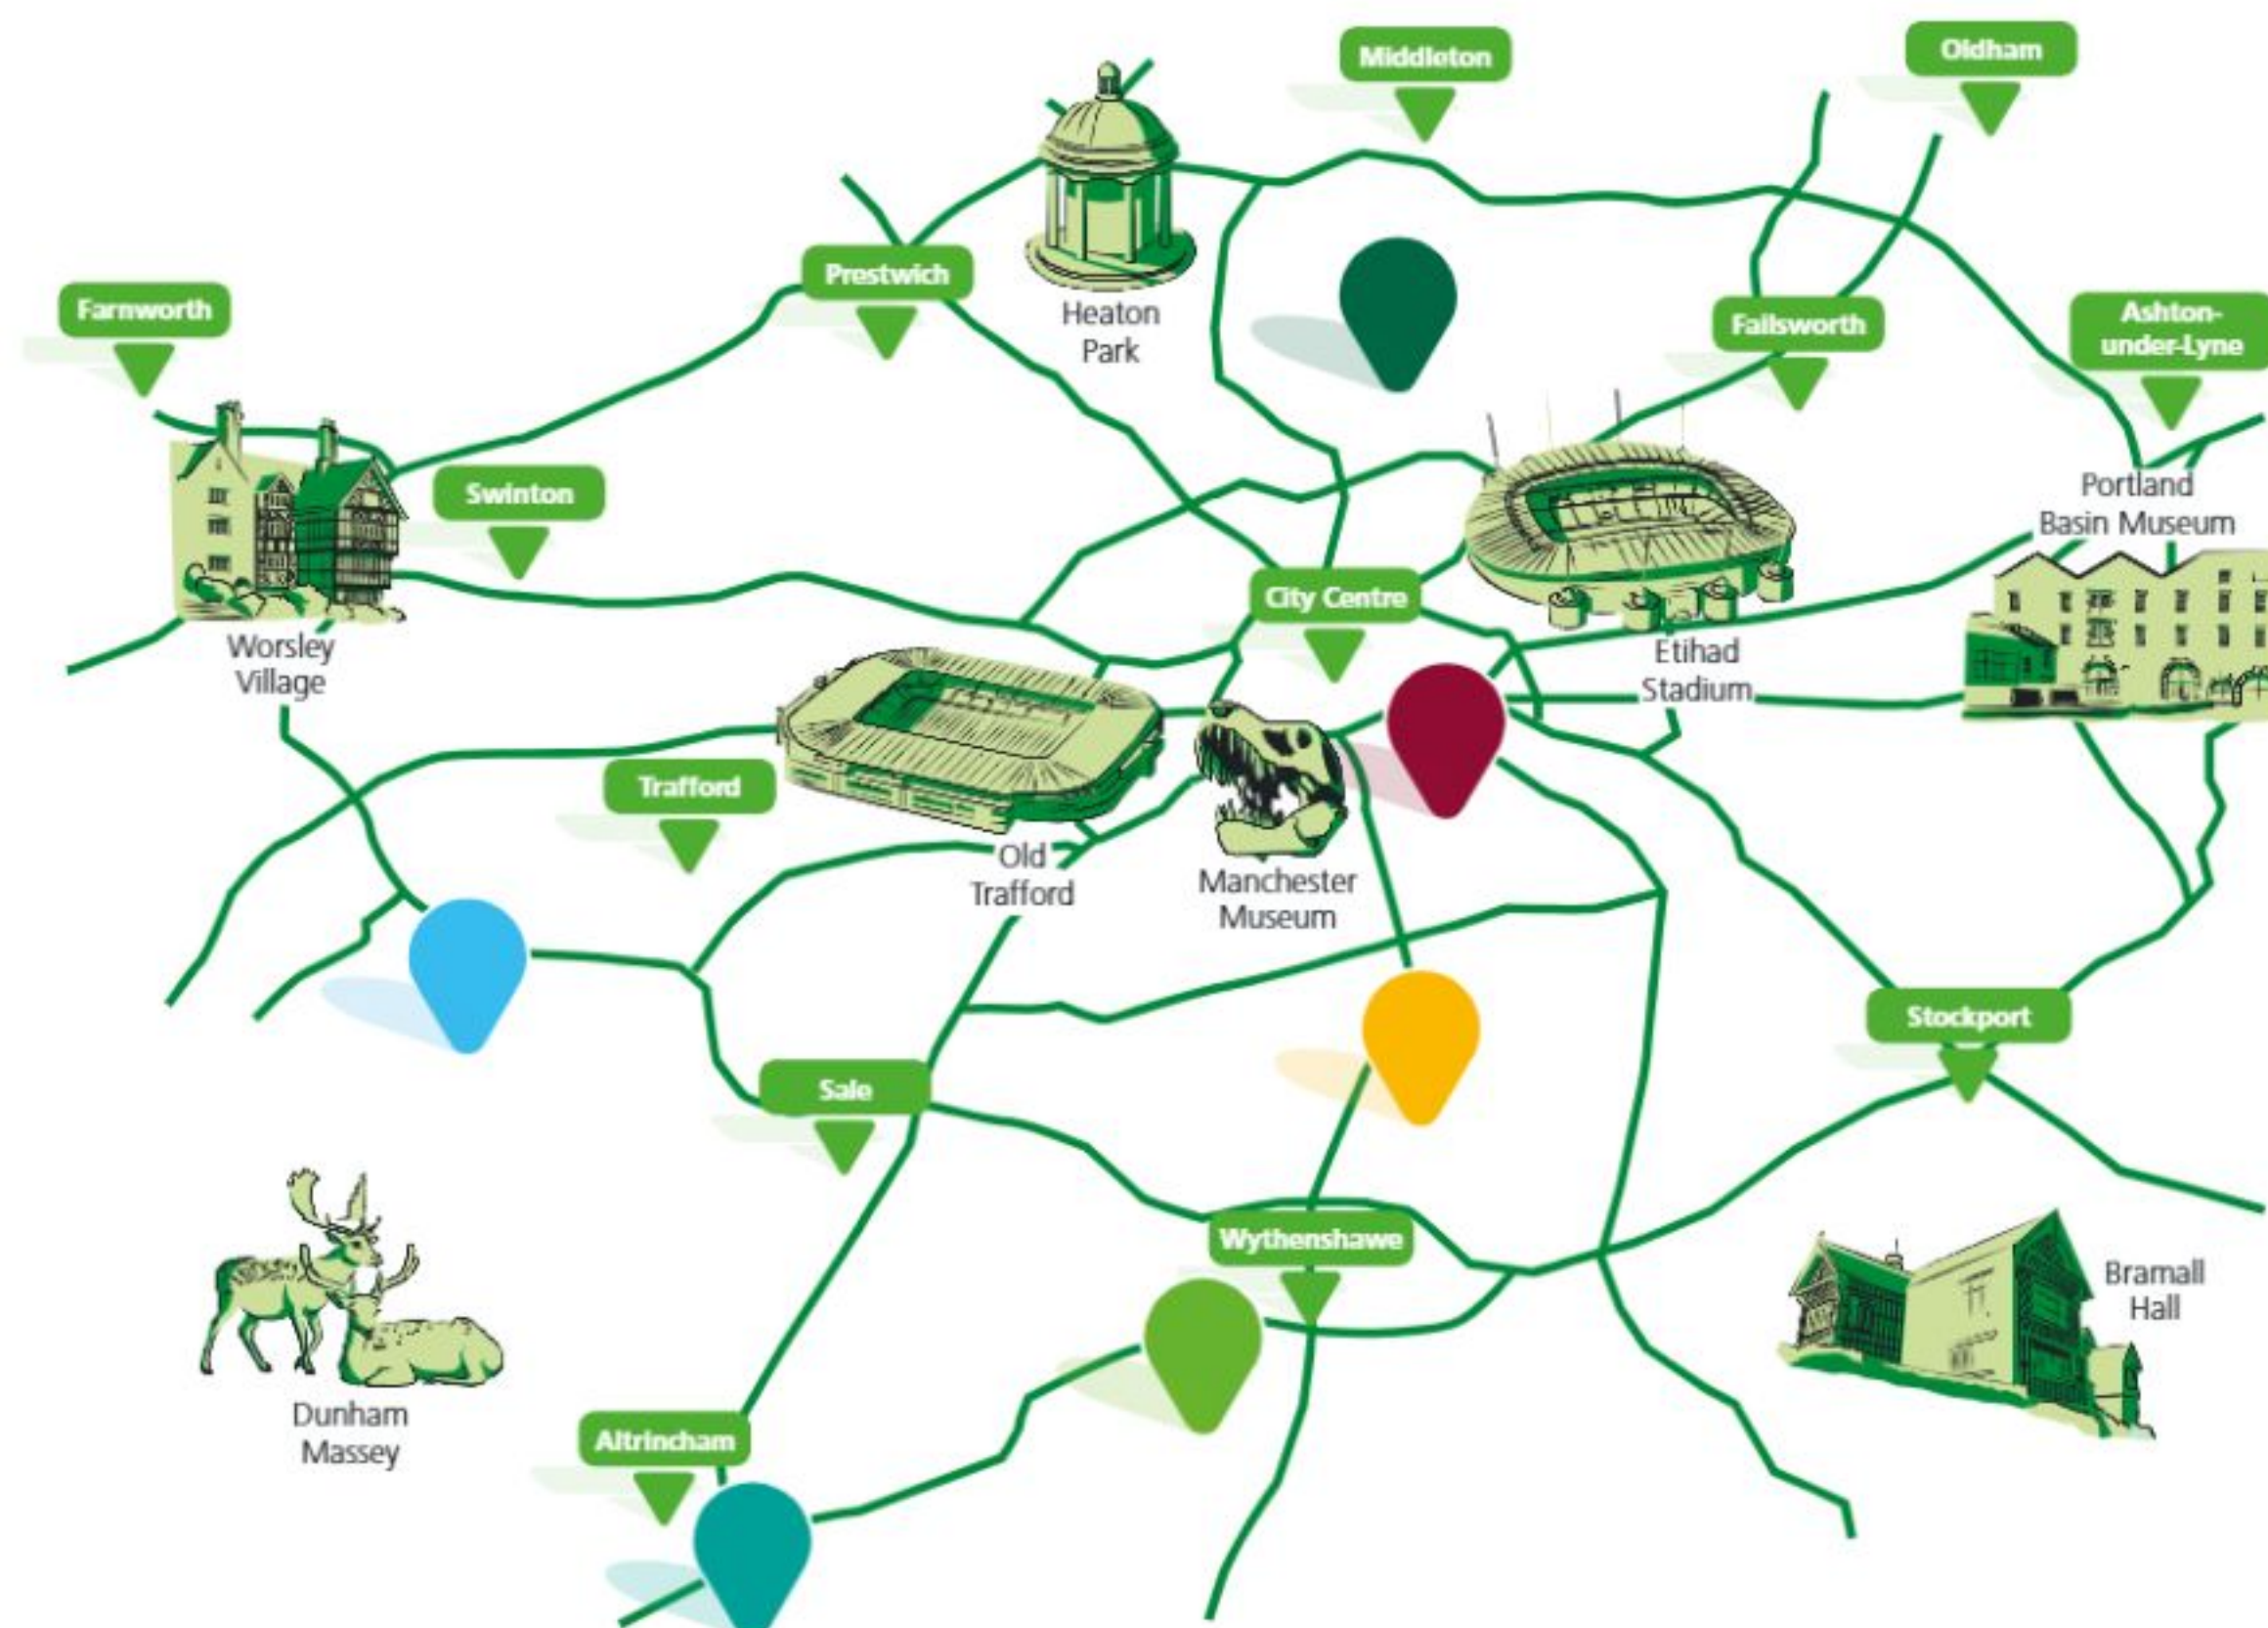 Middleton
Oldham
Prestwich
Heaton
Park
Farnworth
Failsworth
Ashton-
under-Lyne
Swinton
Portland
Basin Museum
City Centre
Worsley
Village
Etihad
Stadium
Trafford
Old
Trafford
Manchester
Museum
Stockport
Sale
Wythenshawe
Bramall
Hall
Dunham
Massey
Altrincham